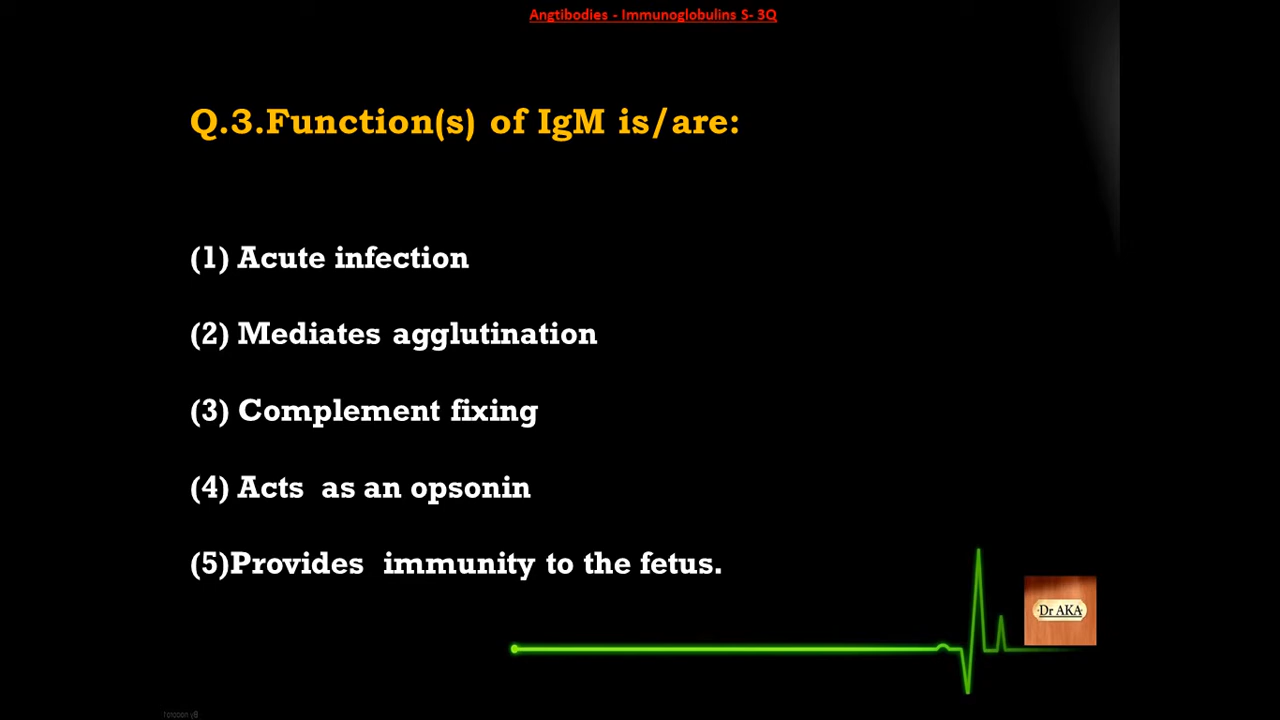 Angtibodies - Immunoglobulins S- 3Q
Q.3.Function(s) of IgM is/are:
(1) Acute infection
(2) Mediates agglutination
(3) Complement fixing
(4) Acts  as an opsonin
(5)Provides  immunity to the fetus.
Dr AKA